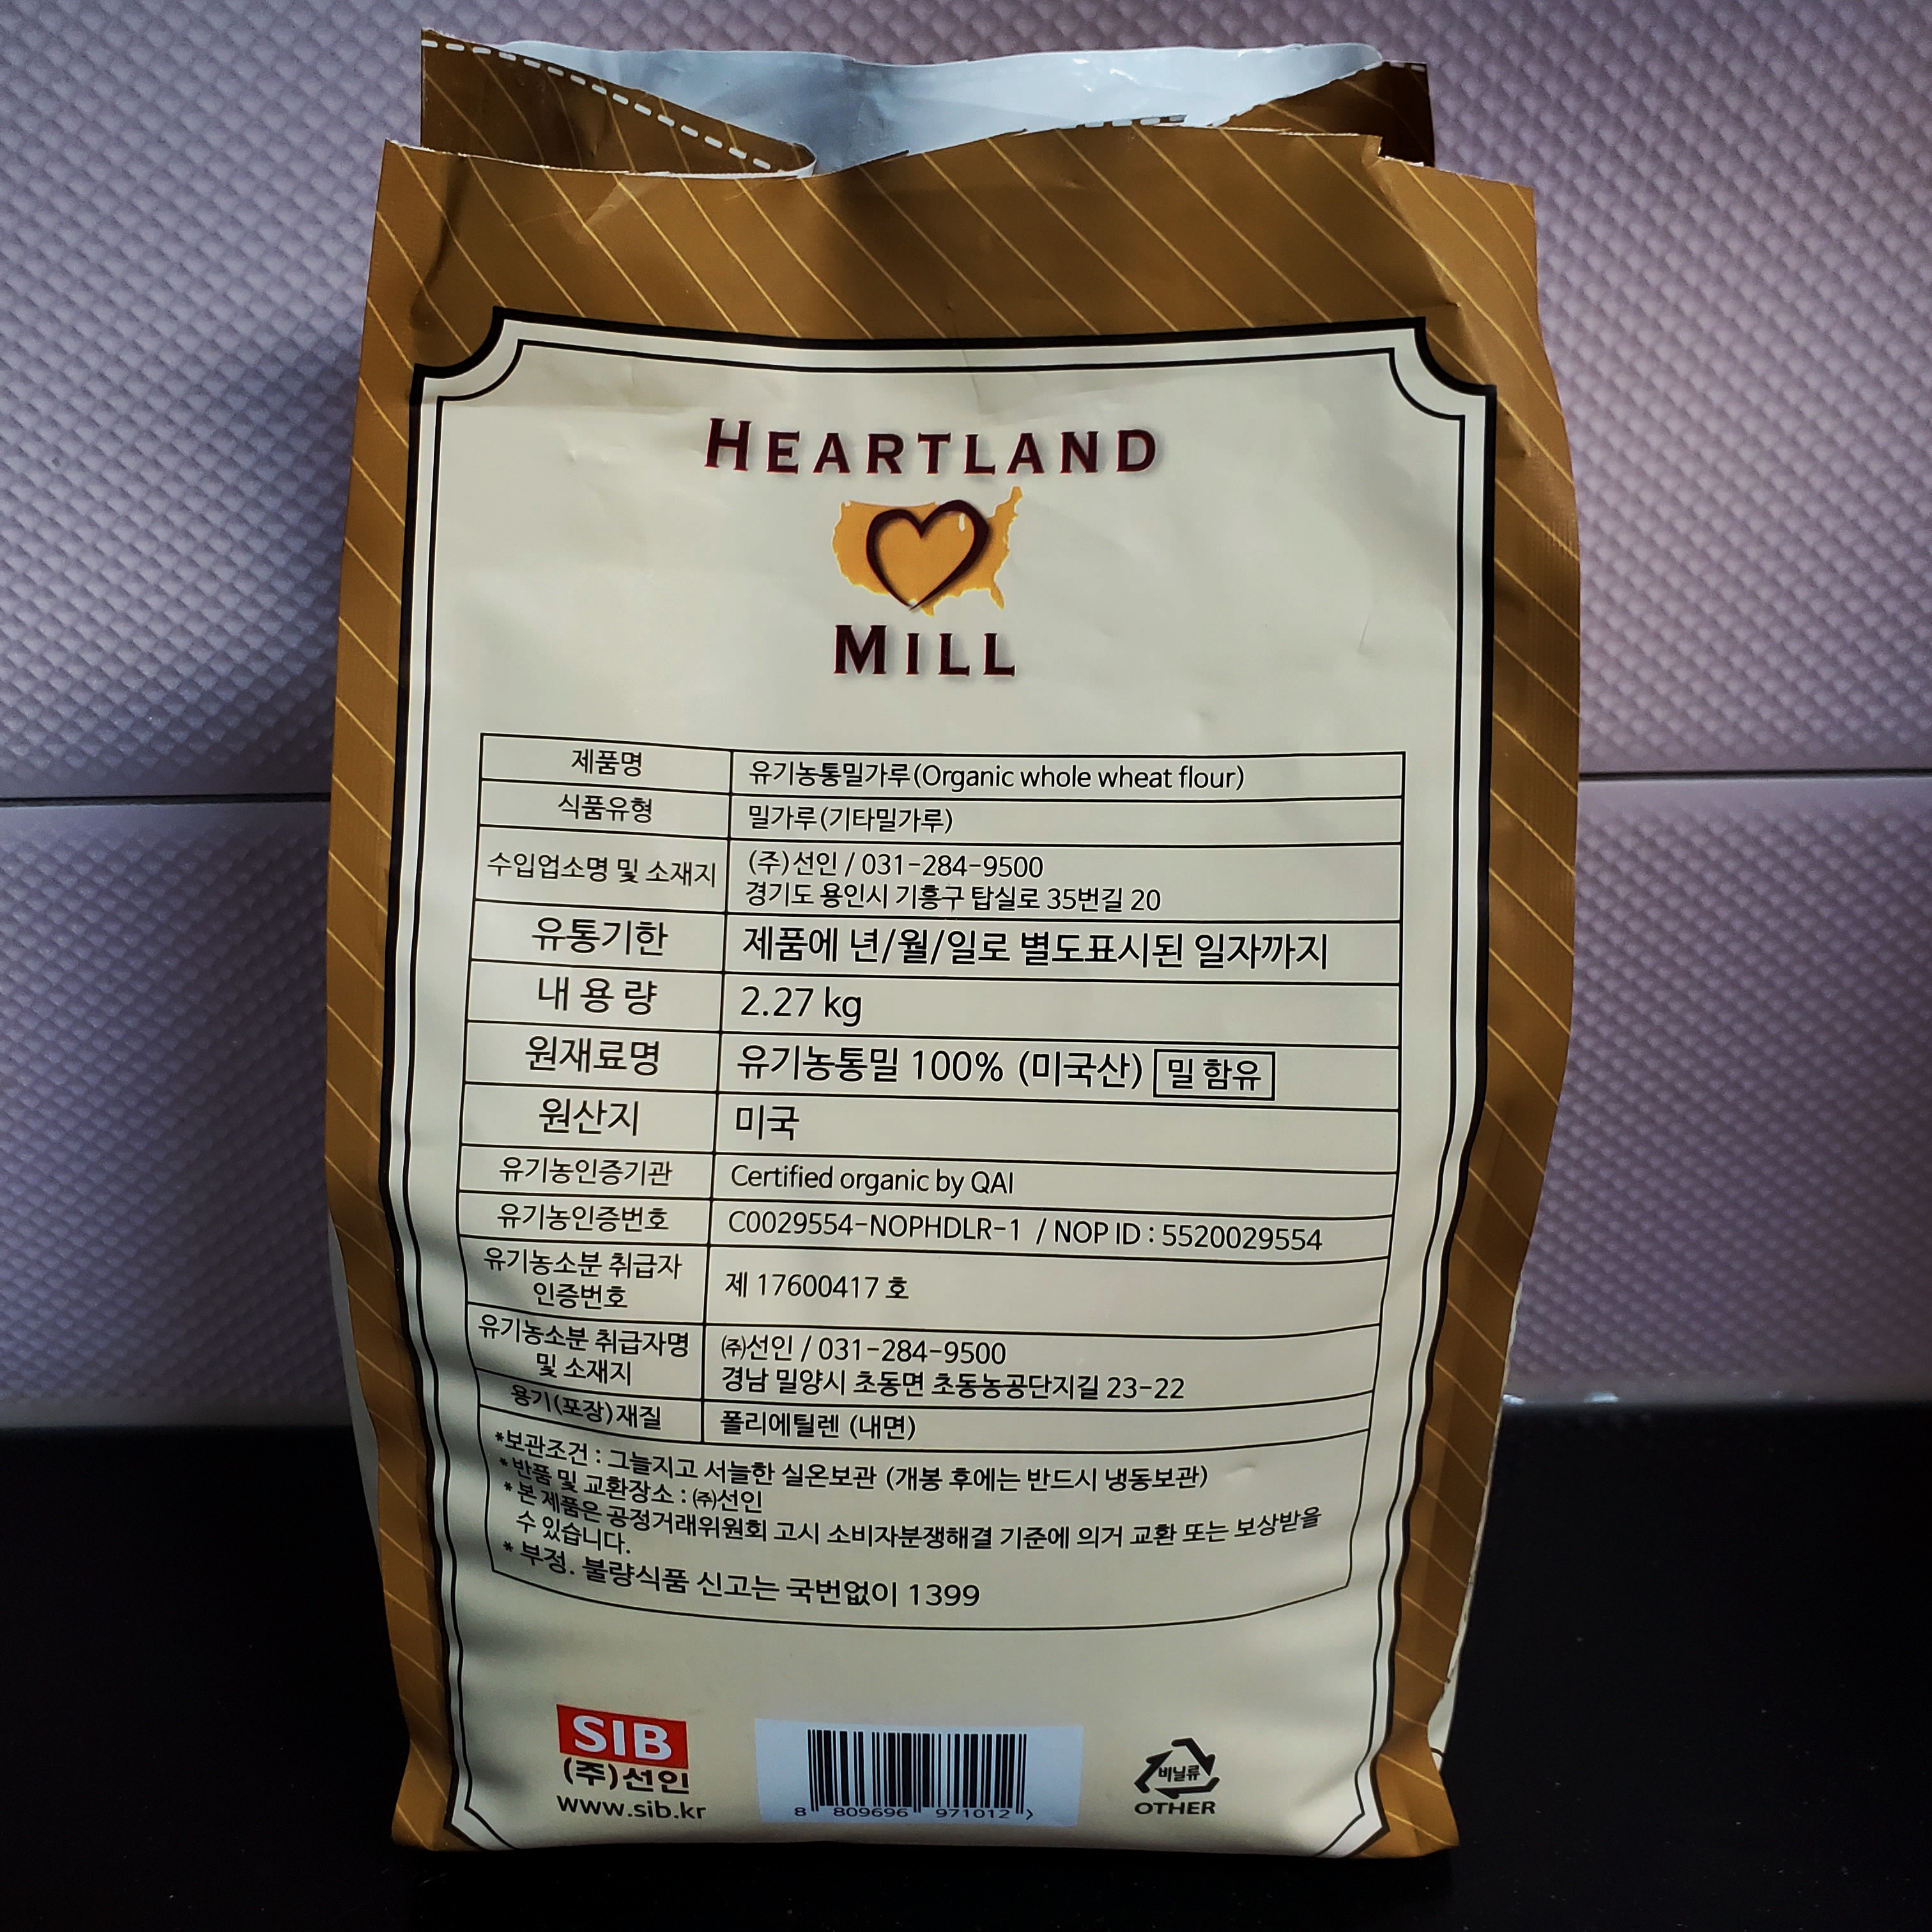 HEARTLAND
MILL
제품명 유기농통밀가루(Organic whole wheat flour)
식품유형 밀가루(기타밀가루)
수입업소명 및 소재지 (주)선인 / 031-284-9500
경기도 용인시 기흥구 탑실로 35번길 20
유통기한 제품에 년/월/일로 별도표시된 일자까지
내 용 량 2.27 kg
원재료명 유기농통밀 100% (미국산) 밀 함유
원산지 미국
유기농인증기관 Certified organic by QAI
유기농인증번호 C0029554-NOPHDLR-1 / NOP ID : 5520029554
유기농소분 취급자
인증번호 제 17600417 호
유기농소분 취급자명
및 소재지
㈜선인 / 031-284-9500
경남 밀양시 초동면 초동농공단지길 23-22
용기(포장)재질 폴리에틸렌 (내면)
*보관조건 : 그늘지고 서늘한 실온보관 (개봉 후에는 반드시 냉동보관)
*반품 및 교환장소 : ㈜선인
*본 제품은 공정거래위원회 고시 소비자분쟁해결 기준에 의거 교환 또는 보상받을
수 있습니다.
* 부정. 불량식품 신고는 국번없이 1399
SIB
(주)선인
www.sib.kr
8 809696 971012 >
비닐류
OTHER